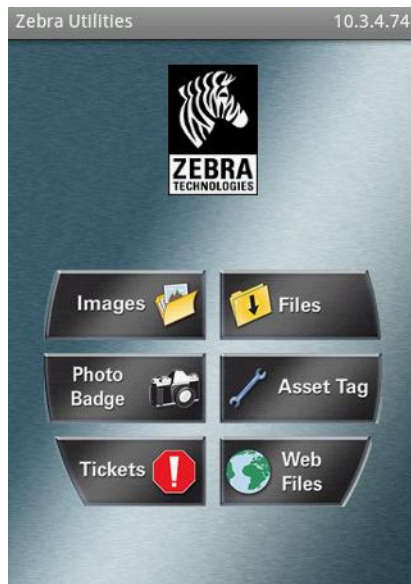 Zebra Utilities 10.3.4.74
ZEBRA
TECHNOLOGIES
Images
Files
Photo
Badge
Asset Tag
Tickets
!
Web
Files